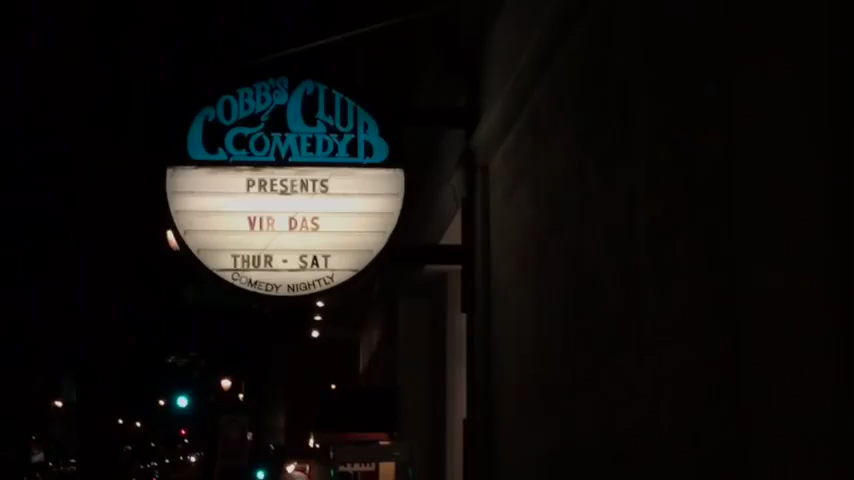 COBB'S CLUB
COMEDY
PRESENTS
VIR DAS
THUR - SAT
COMEDY NIGHTLY